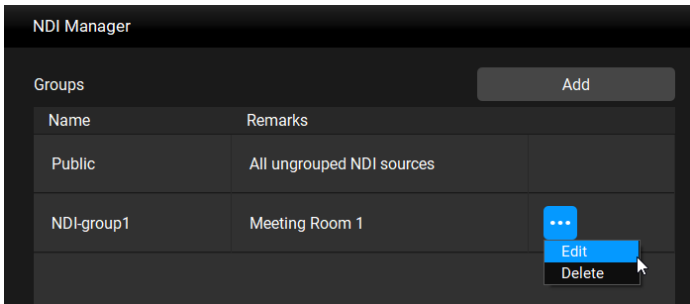 NDI Manager
Groups Add
Name Remarks
Public All ungrouped NDI sources
NDI-group1 Meeting Room 1
Edit
Delete